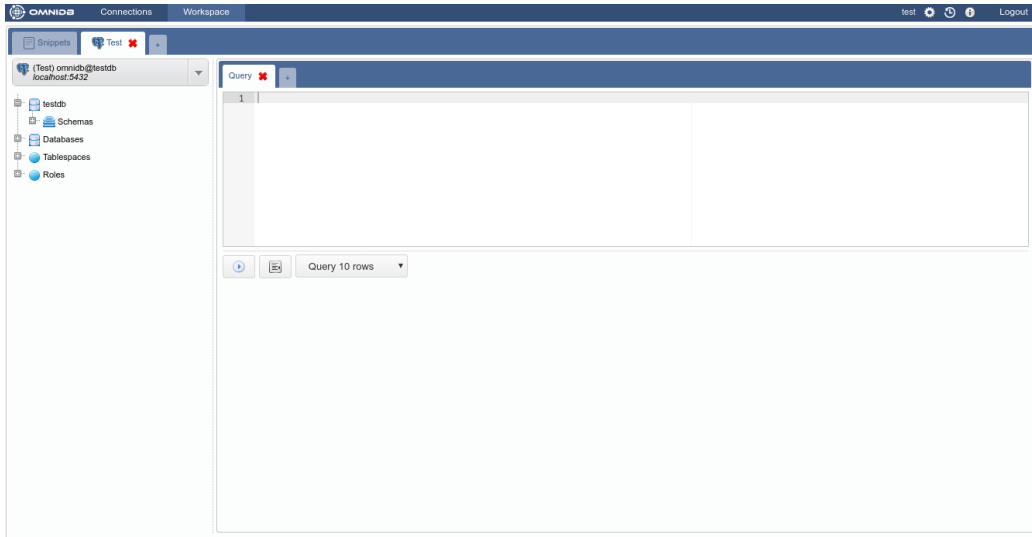 OMNIDB Connections Workspace test Logout
Snippets Test +
(Test) omnidb@testdb
localhost:5432
Query +
1
testdb
Schemas
Databases
Tablespaces
Roles
Query 10 rows